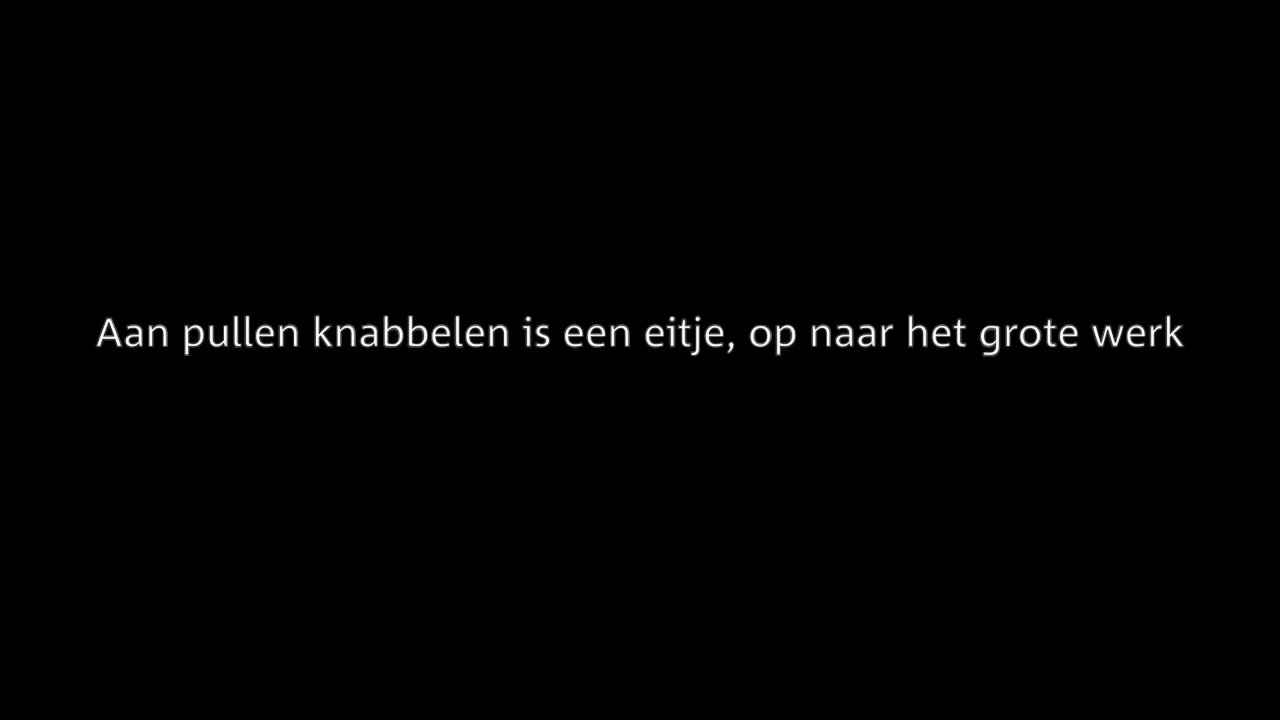 Aan pullen knabbelen is een eitje, op naar het grote werk